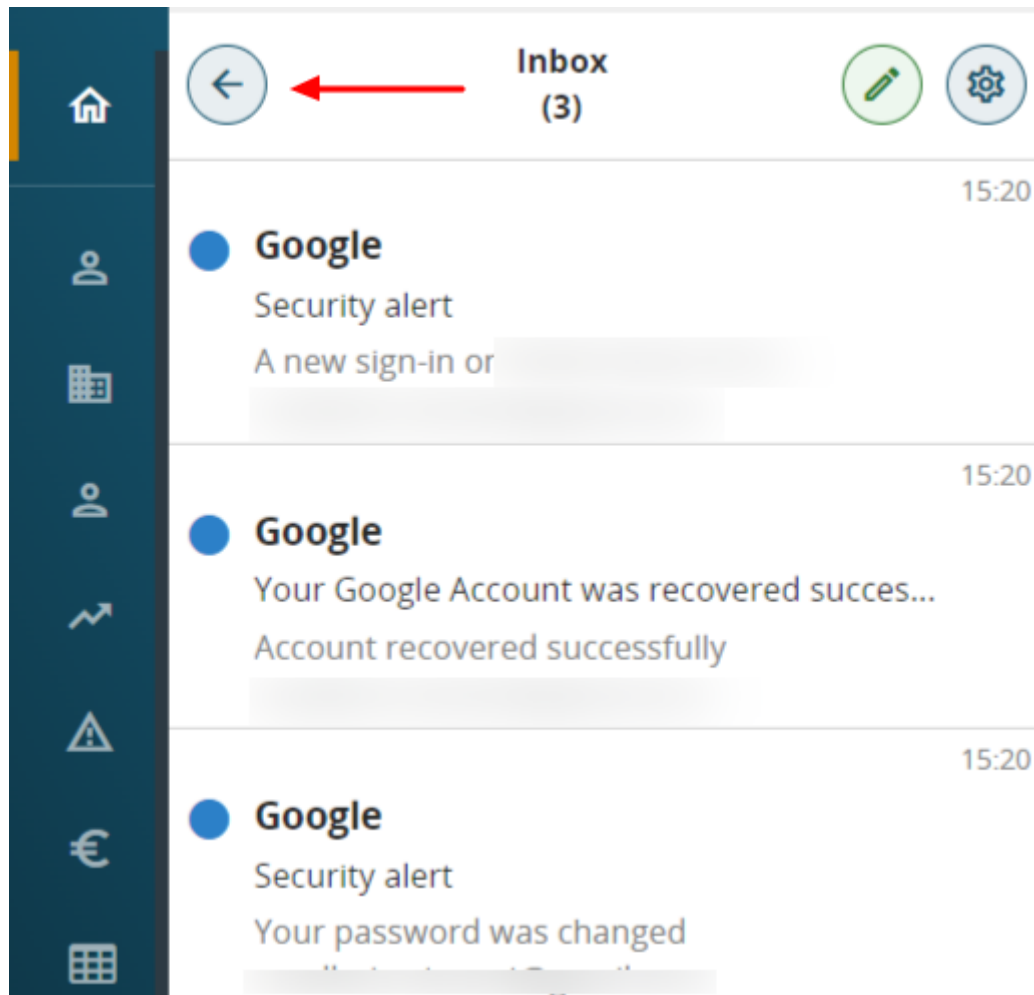 Inbox
(3)
15:20
Google
Security alert
A new sign-in
15:20
Google
Your Google Account was recovered succes...
Account recovered successfully
15:20
Google
Security alert
Your password was changed